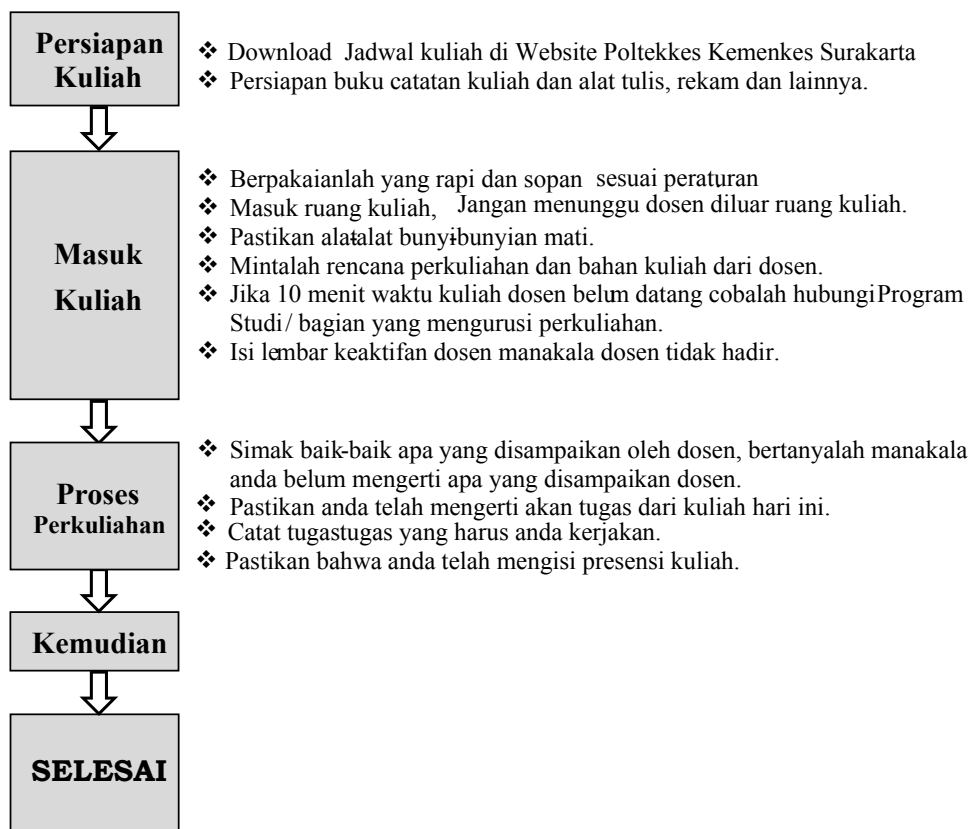 Persiapan
Kuliah
❖ Download Jadwal kuliah di Website Poltekkes Kemenkes Surakarta
❖ Persiapan buku catatan kuliah dan alat tulis, rekam dan lainnya.
Masuk
Kuliah
❖ Berpakaianlah yang rapi dan sopan sesuai peraturan
❖ Masuk ruang kuliah, Jangan menunggu dosen diluar ruang kuliah.
❖ Pastikan alat-alat bunyi-bunyian mati.
❖ Mintalah rencana perkuliahan dan bahan kuliah dari dosen.
❖ Jika 10 menit waktu kuliah dosen belum datang cobalah hubungi Program
Studi / bagian yang mengurusi perkuliahan.
❖ Isi lembar keaktifan dosen manakala dosen tidak hadir.
Proses
Perkuliahan
❖ Simak baik-baik apa yang disampaikan oleh dosen, bertanyalah manakala
anda belum mengerti apa yang disampaikan dosen.
❖ Pastikan anda telah mengerti akan tugas dari kuliah hari ini.
❖ Catat tugastugas yang harus anda kerjakan.
❖ Pastikan bahwa anda telah mengisi presensi kuliah.
Kemudian
SELESAI